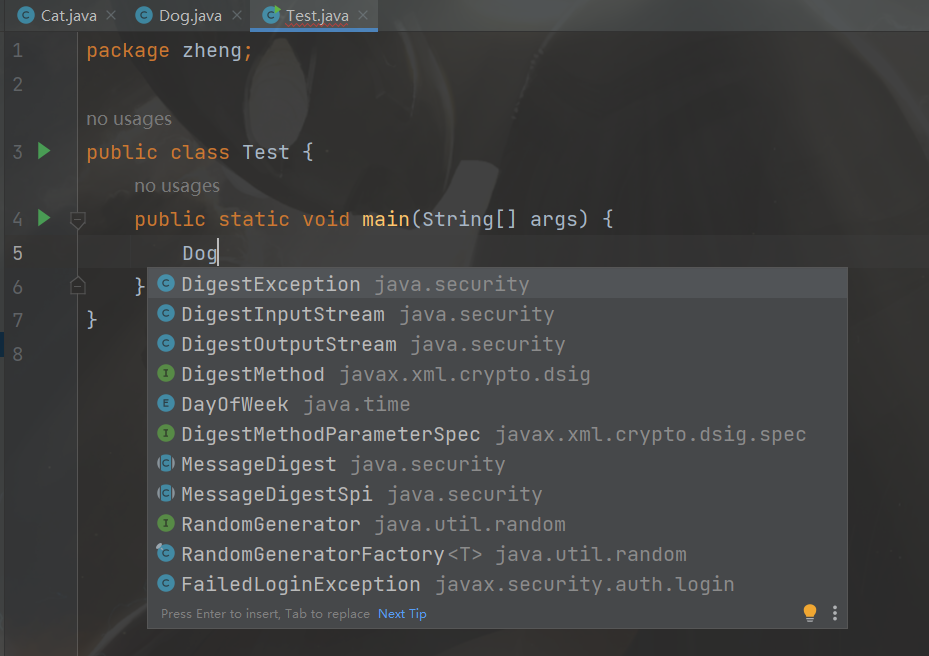 Cat.java Dog.java Test.java
1 package zheng;
2
no usages
3 public class Test {
no usages
4 public static void main(String[] args) {
5 Dog
6 }
7 }
8
C DigestException java.security
C DigestInputStream java.security
C DigestOutputStream java.security
I DigestMethod javax.xml.crypto.dsig
E DayOfWeek java.time
I DigestMethodParameterSpec javax.xml.crypto.dsig.spec
C MessageDigest java.security
C MessageDigestSpi java.security
I RandomGenerator java.util.random
C RandomGeneratorFactory<T> java.util.random
C FailedLoginException javax.security.auth.login
Press Enter to insert, Tab to replace Next Tip